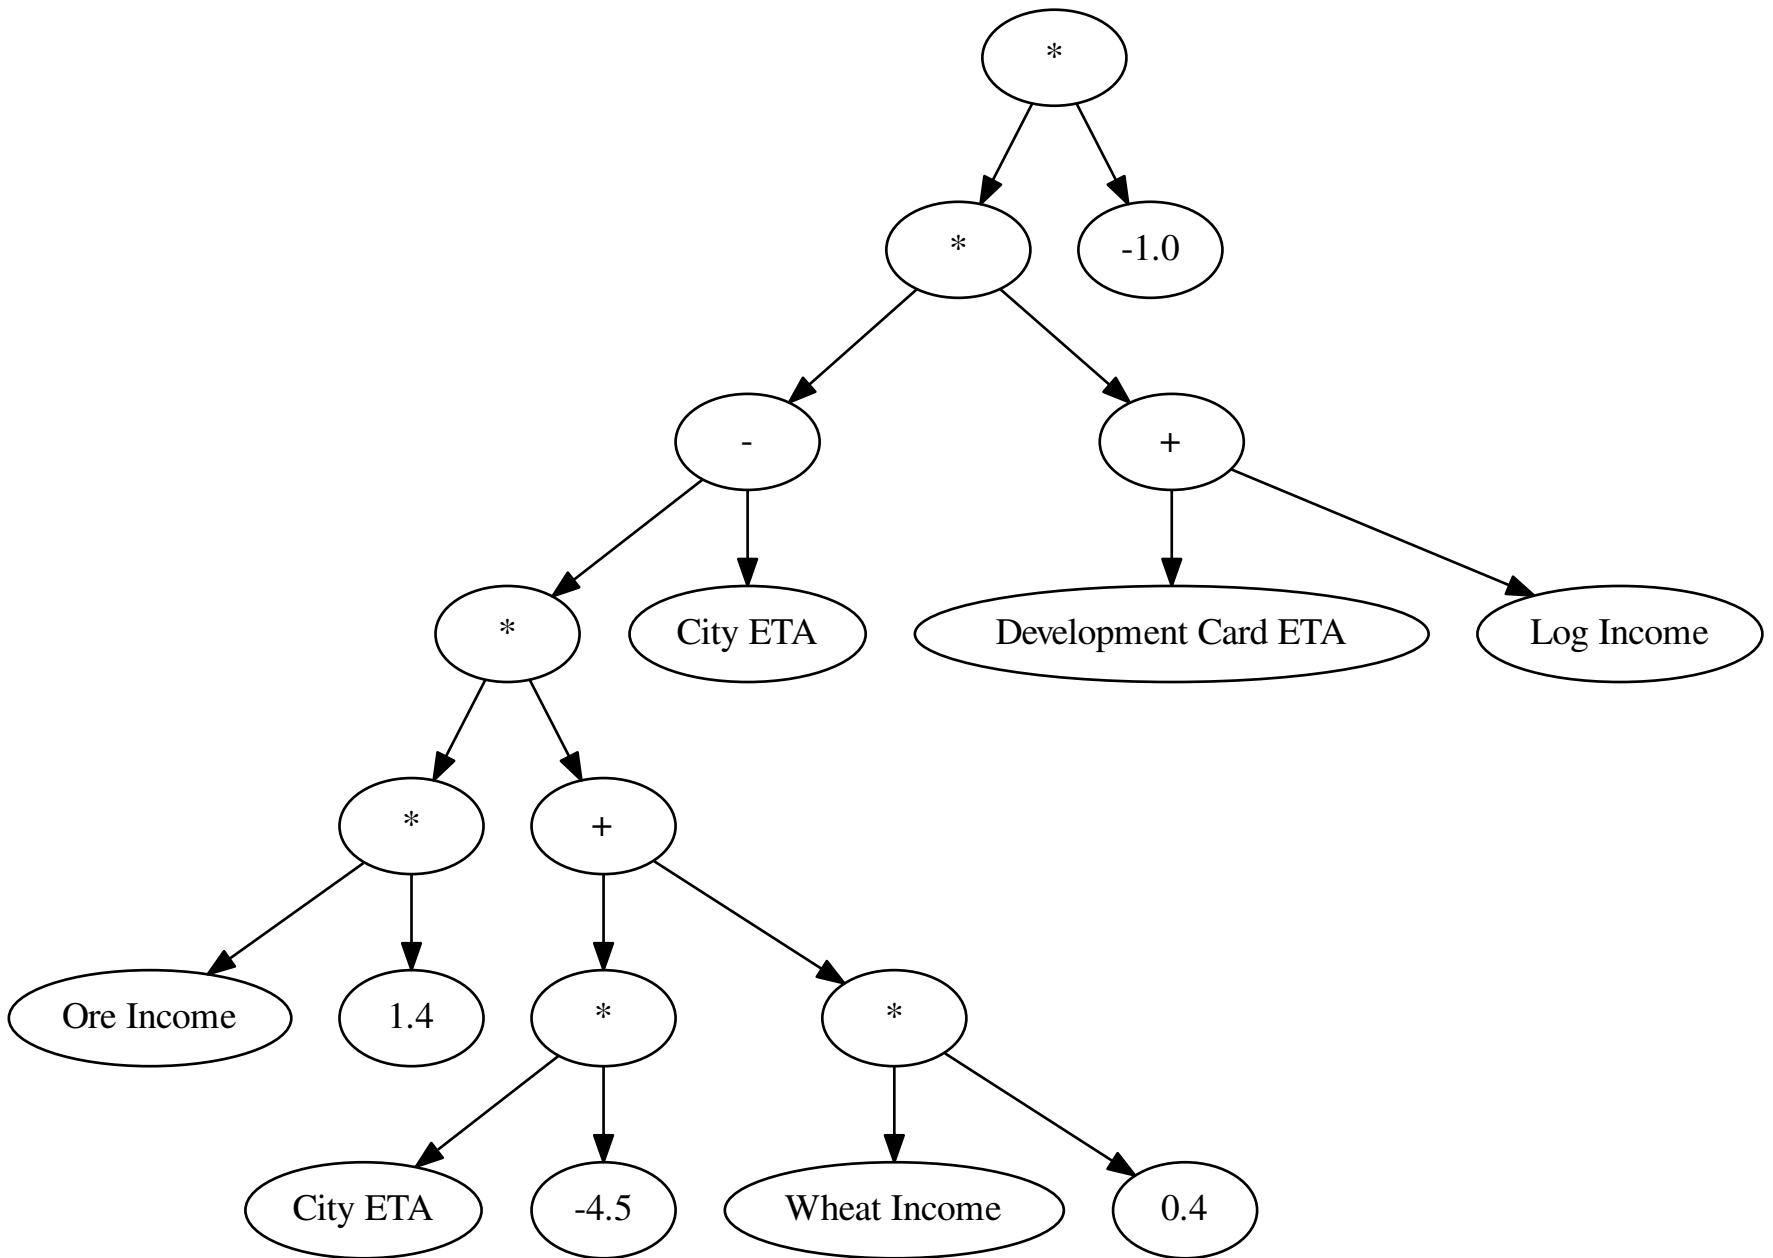 *
*
-1.0
-
+
*
City ETA
Development Card ETA
Log Income
*
+
Ore Income
1.4
*
*
City ETA
-4.5
Wheat Income
0.4